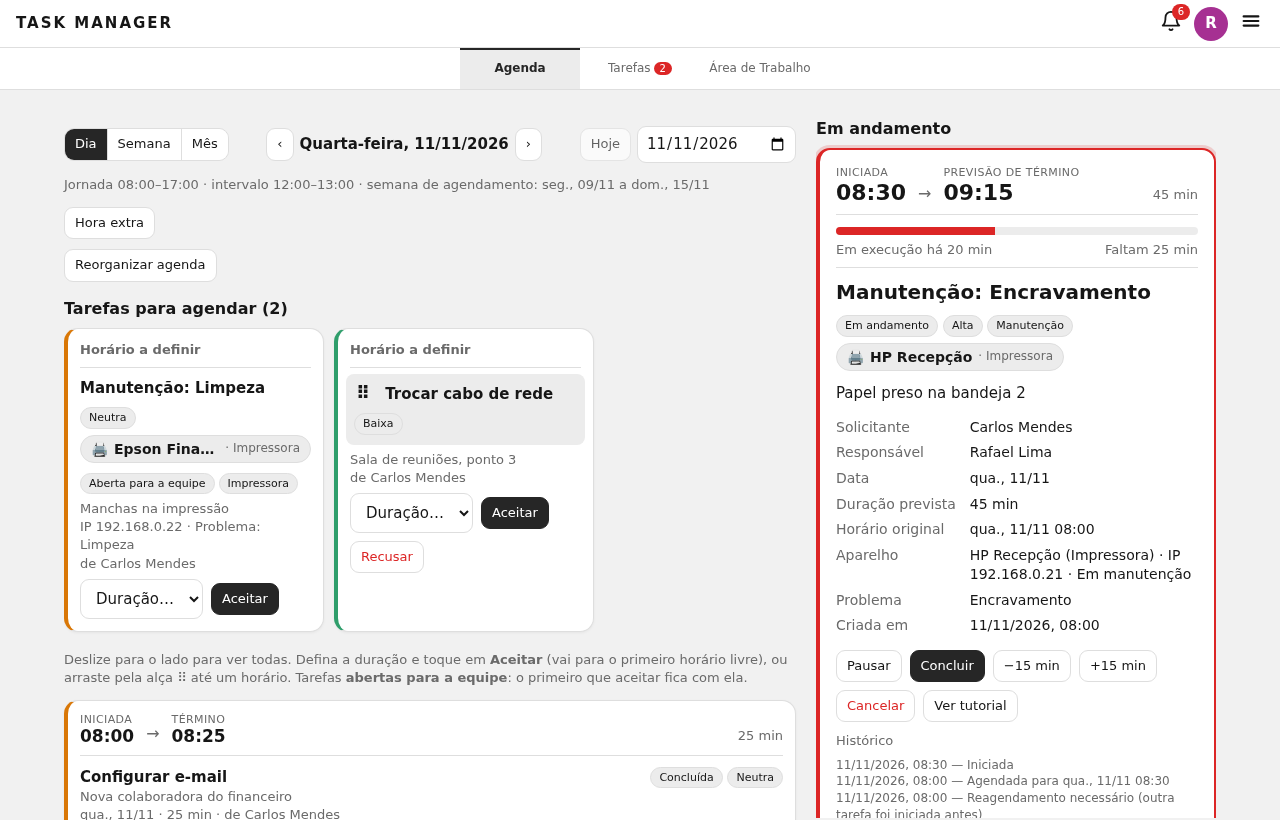 TASK MANAGER
6
R
Agenda
Tarefas 2
Área de Trabalho
Dia
Semana
Mês
‹
Quarta-feira, 11/11/2026
›
Hoje
11/11/2026
Jornada 08:00–17:00 · intervalo 12:00–13:00 · semana de agendamento: seg., 09/11 a dom., 15/11
Hora extra
Reorganizar agenda
Tarefas para agendar (2)
Horário a definir
Manutenção: Limpeza
Neutra
Epson Fina… · Impressora
Aberta para a equipe
Impressora
Manchas na impressão
IP 192.168.0.22 · Problema:
Limpeza
de Carlos Mendes
Duração…
Aceitar
Horário a definir
⠿ Trocar cabo de rede
Baixa
Sala de reuniões, ponto 3
de Carlos Mendes
Duração…
Aceitar
Recusar
Deslize para o lado para ver todas. Defina a duração e toque em Aceitar (vai para o primeiro horário livre), ou
arraste pela alça ⠿ até um horário. Tarefas abertas para a equipe: o primeiro que aceitar fica com ela.
INICIADA
08:00
→
TÉRMINO
08:25
25 min
Configurar e-mail
Concluída
Neutra
Nova colaboradora do financeiro
qua., 11/11 · 25 min · de Carlos Mendes
Em andamento
INICIADA
08:30
→
PREVISÃO DE TÉRMINO
09:15
45 min
Em execução há 20 min
Faltam 25 min
Manutenção: Encravamento
Em andamento
Alta
Manutenção
HP Recepção · Impressora
Papel preso na bandeja 2
Solicitante Carlos Mendes
Responsável Rafael Lima
Data qua., 11/11
Duração prevista 45 min
Horário original qua., 11/11 08:00
Aparelho HP Recepção (Impressora) · IP
192.168.0.21 · Em manutenção
Problema Encravamento
Criada em 11/11/2026, 08:00
Pausar
Concluir
−15 min
+15 min
Cancelar
Ver tutorial
Histórico
11/11/2026, 08:30 — Iniciada
11/11/2026, 08:00 — Agendada para qua., 11/11 08:30
11/11/2026, 08:00 — Reagendamento necessário (outra
tarefa foi iniciada antes)